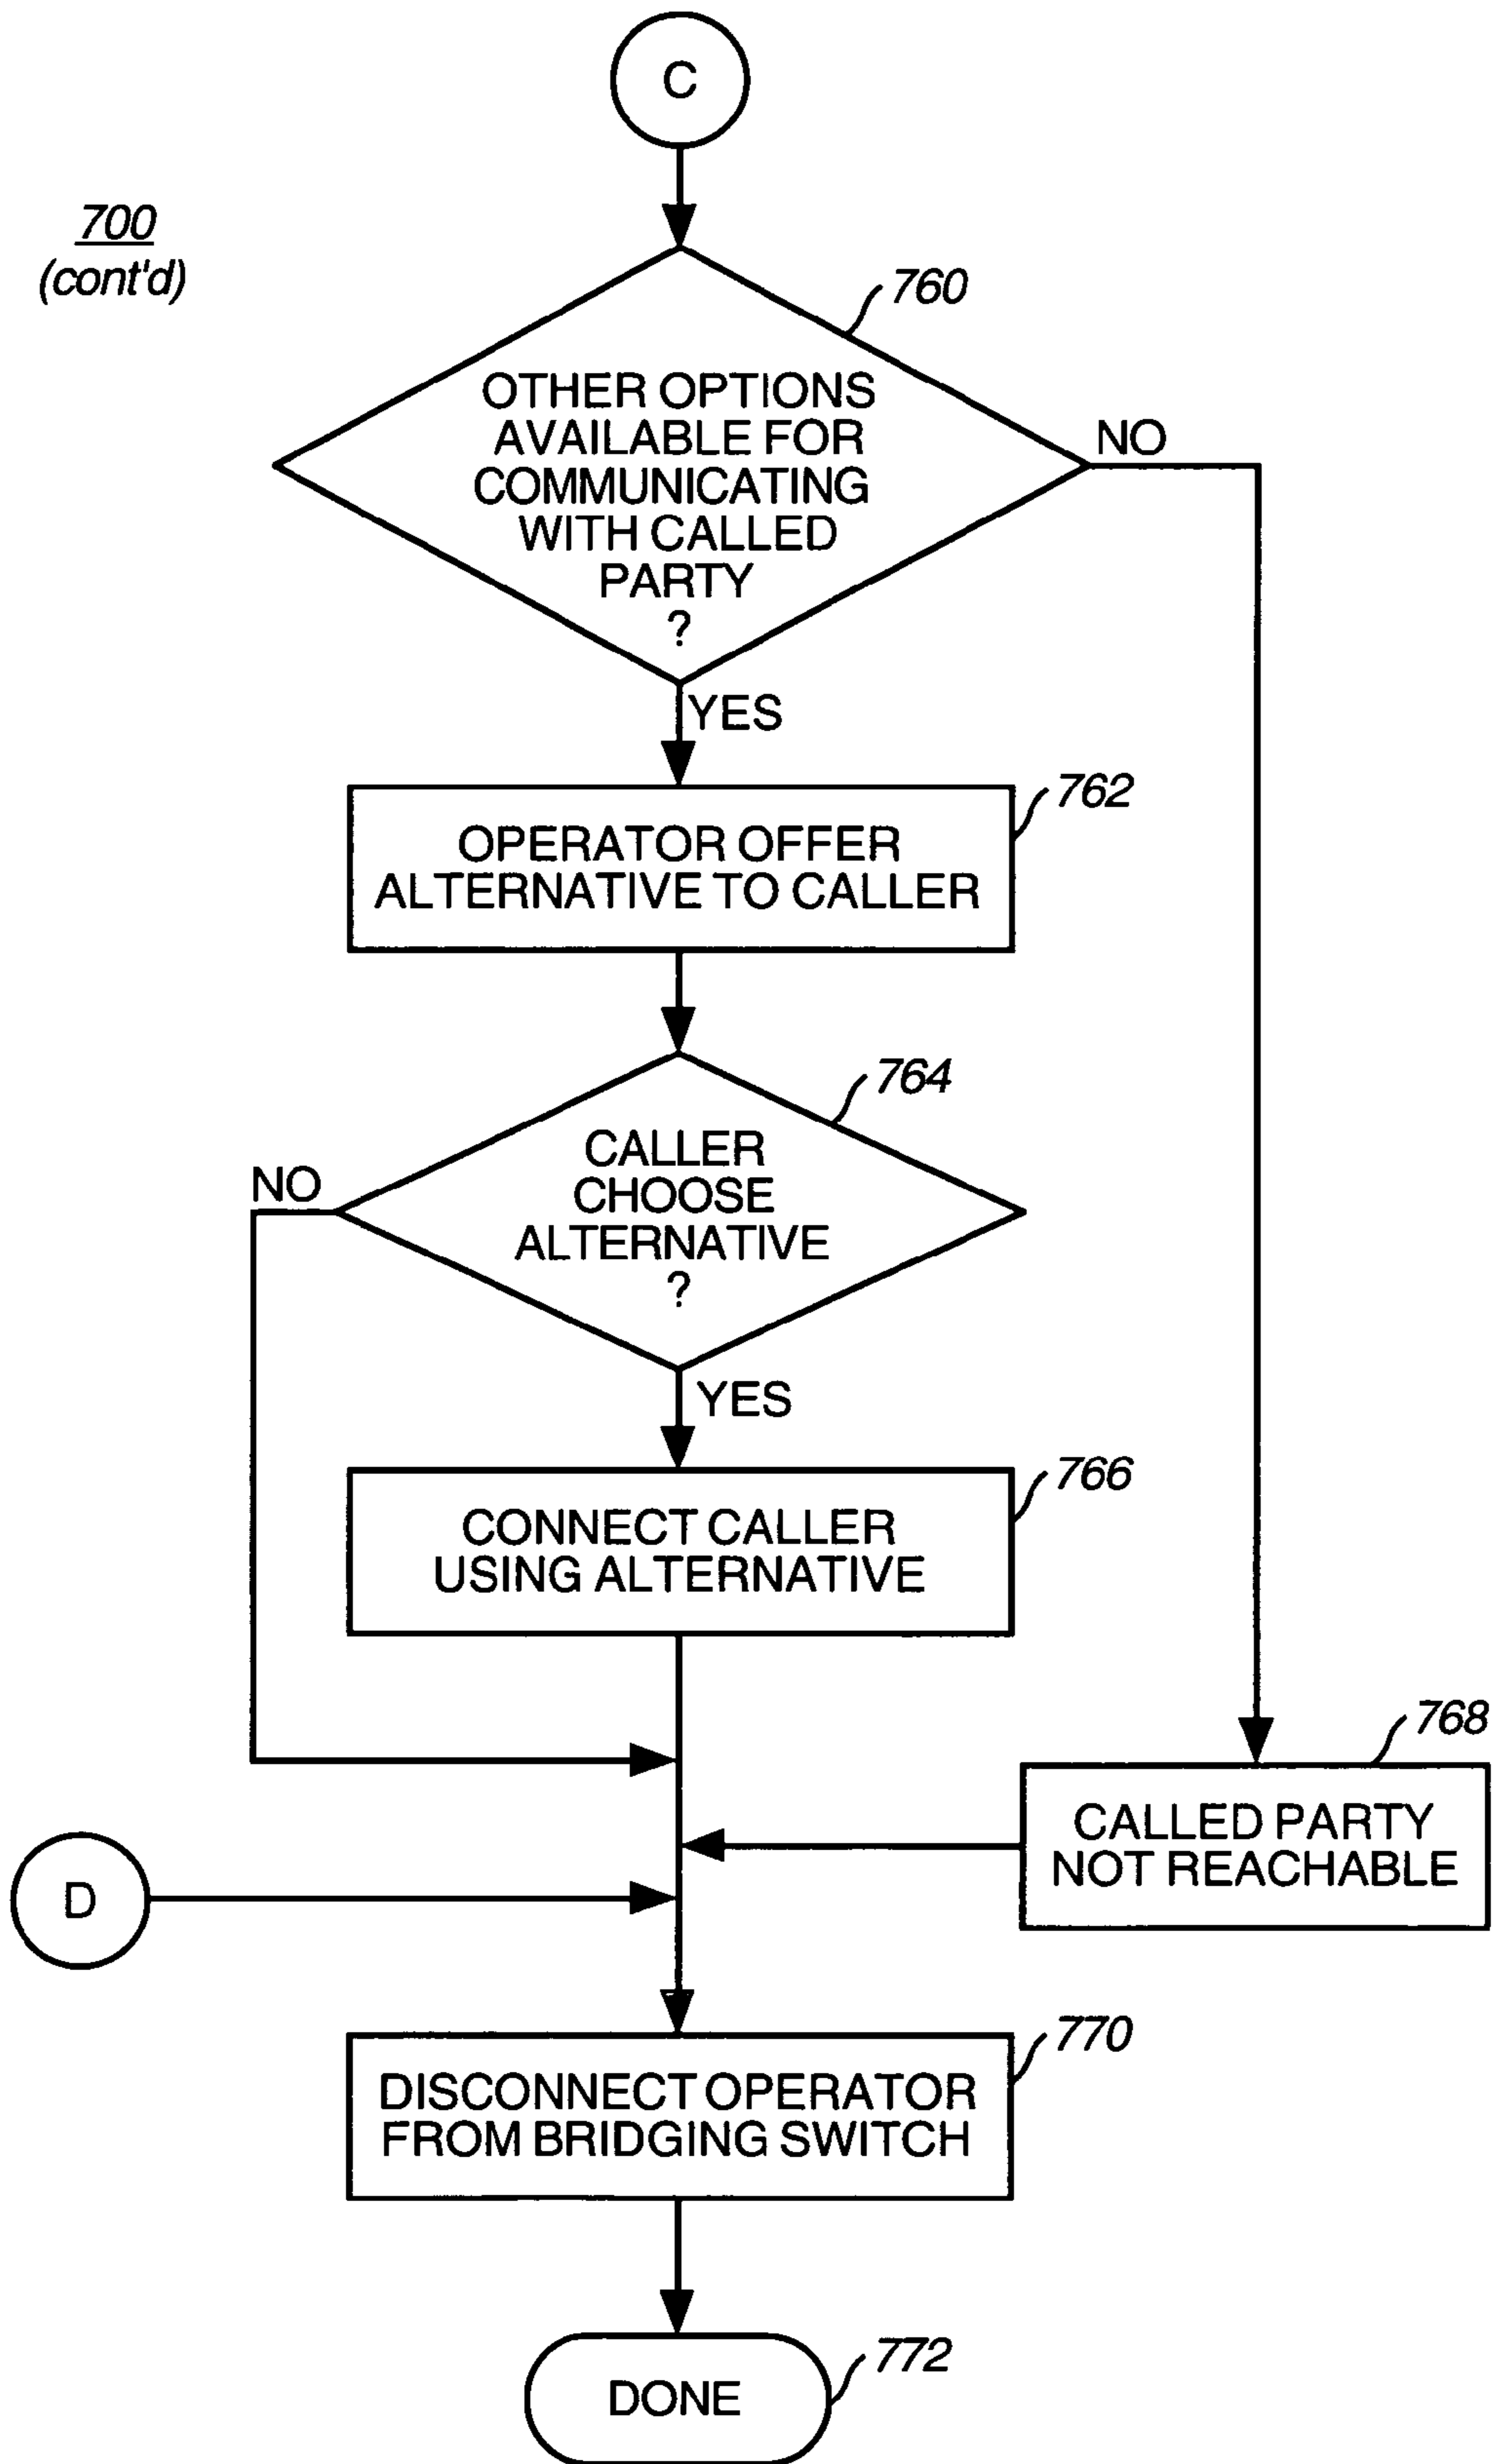 C
700
(cont'd)
760
OTHER OPTIONS
AVAILABLE FOR
COMMUNICATING
WITH CALLED
PARTY
?
NO
YES
762
OPERATOR OFFER
ALTERNATIVE TO CALLER
764
CALLER
CHOOSE
ALTERNATIVE
?
NO
YES
766
CONNECT CALLER
USING ALTERNATIVE
768
CALLED PARTY
NOT REACHABLE
D
770
DISCONNECT OPERATOR
FROM BRIDGING SWITCH
772
DONE